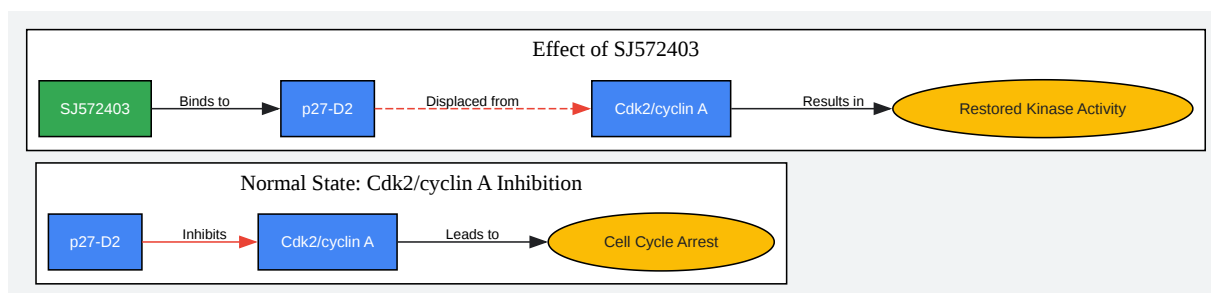 Effect of SJ572403
SJ572403
Binds to
p27-D2
Displaced from
Cdk2/cyclin A
Results in
Restored Kinase Activity
Normal State: Cdk2/cyclin A Inhibition
p27-D2
Inhibits
Cdk2/cyclin A
Leads to
Cell Cycle Arrest